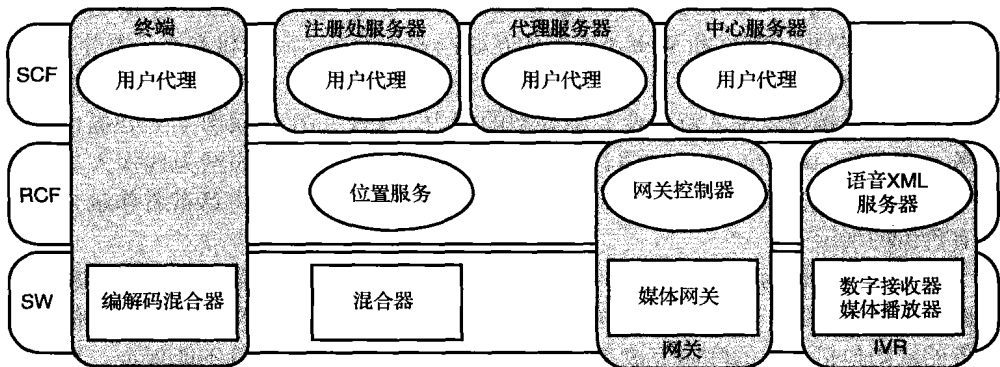 终端
注册处服务器
代理服务器
中心服务器
SCF
用户代理
用户代理
用户代理
用户代理
RCF
位置服务
网关控制器
语音XML
服务器
SW
编解码混合器
混合器
媒体网关
数字接收器
媒体播放器
网关
IVR